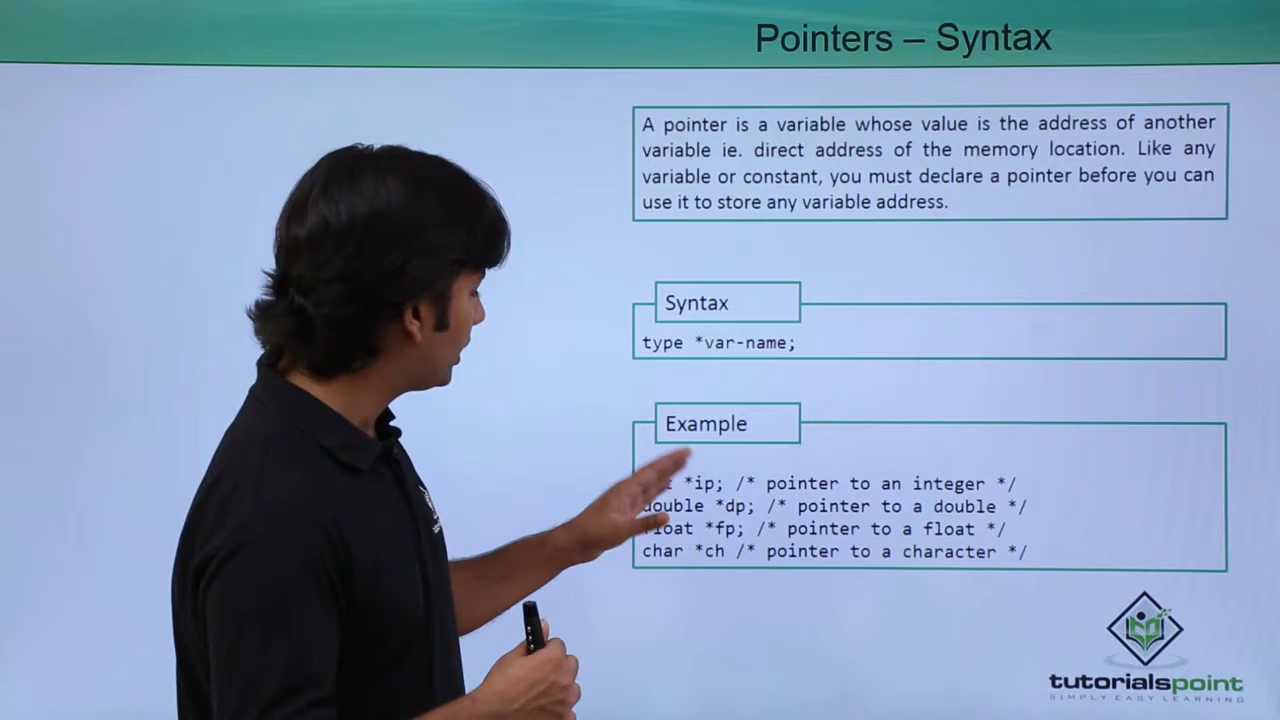 Pointers – Syntax
A pointer is a variable whose value is the address of another
variable ie. direct address of the memory location. Like any
variable or constant, you must declare a pointer before you can
use it to store any variable address.
Syntax
type *var-name;
Example
*ip; /* pointer to an integer */
double *dp; /* pointer to a double */
float *fp; /* pointer to a float */
char *ch /* pointer to a character */
tutorialspoint
SIMPLY EASY LEARNING